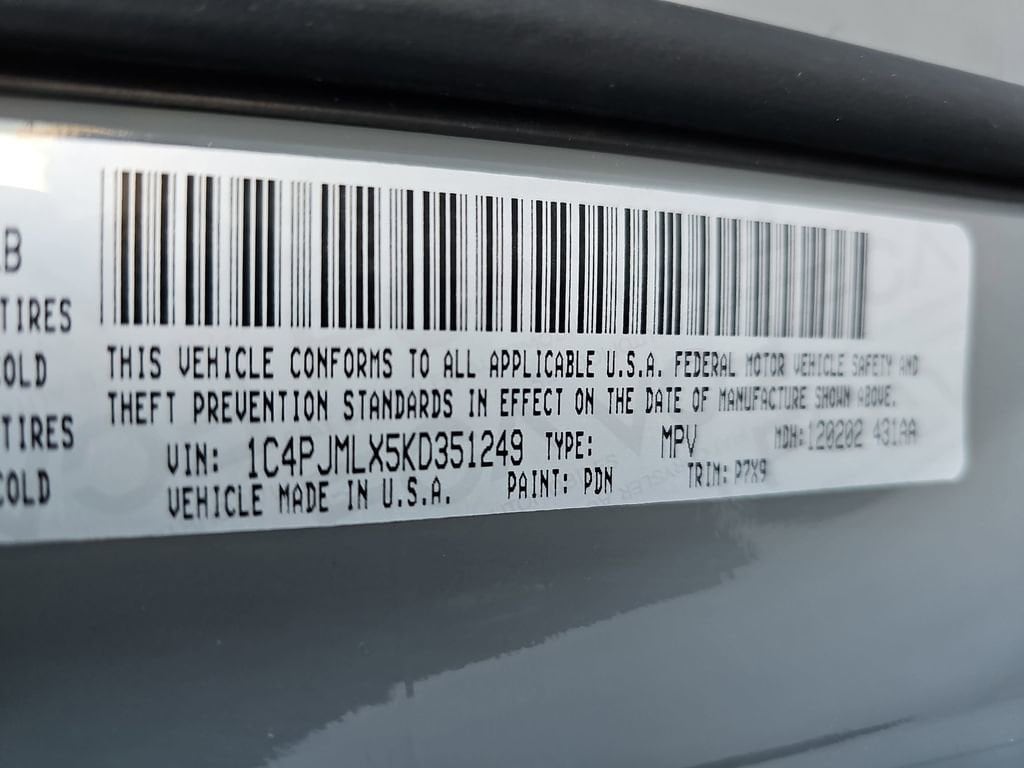 LB
TIRES
COLD
TIRES
COLD
THIS VEHICLE CONFORMS TO ALL APPLICABLE U.S.A. FEDERAL MOTOR VEHICLE SAFETY AND
THEFT PREVENTION STANDARDS IN EFFECT ON THE DATE OF MANUFACTURE SHOWN ABOVE.
VIN: 1C4PJMLX5KD351249 TYPE: MPV MDH:120202 431AA
VEHICLE MADE IN U.S.A. PAINT: PDN TRIM: P7X9